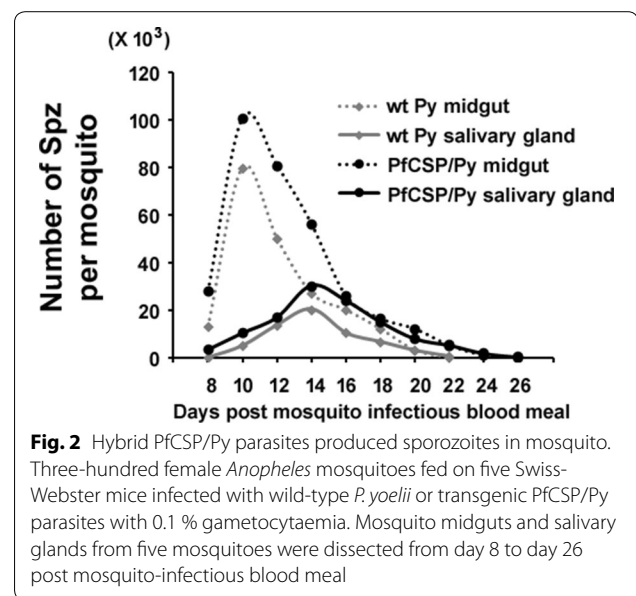 (X 10³)
120
100
80
60
40
20
0
Number of Spz
per mosquito
wt Py midgut
wt Py salivary gland
PfCSP/Py midgut
PfCSP/Py salivary gland
8 10 12 14 16 18 20 22 24 26
Days post mosquito infectious blood meal
Fig. 2 Hybrid PfCSP/Py parasites produced sporozoites in mosquito.
Three-hundred female Anopheles mosquitoes fed on five Swiss-
Webster mice infected with wild-type P. yoelii or transgenic PfCSP/Py
parasites with 0.1 % gametocytaemia. Mosquito midguts and salivary
glands from five mosquitoes were dissected from day 8 to day 26
post mosquito-infectious blood meal